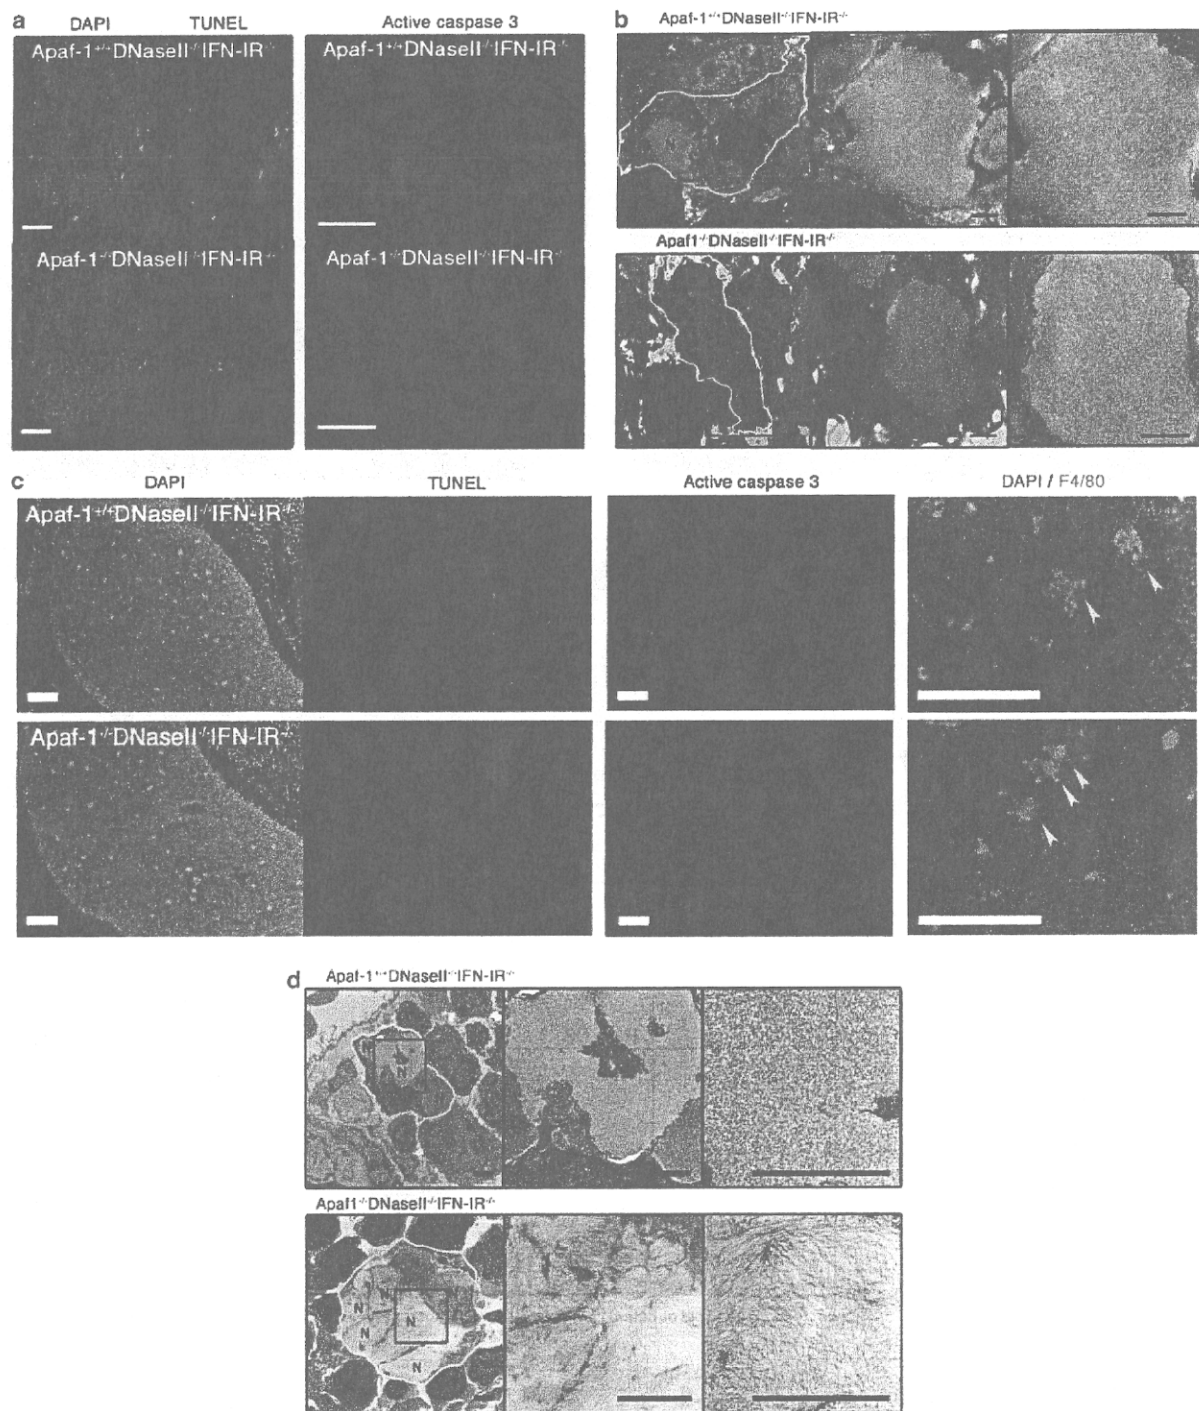 a
DAPI TUNEL Active caspase 3
Apaf-1⁺/⁺DNaseII⁻/⁻IFN-IR⁻/⁻ Apaf-1⁺/⁺DNaseII⁻/⁻IFN-IR⁻/⁻
Apaf-1⁻/⁻DNaseII⁻/⁻IFN-IR⁻/⁻ Apaf-1⁻/⁻DNaseII⁻/⁻IFN-IR⁻/⁻
b
Apaf-1⁺/⁺DNaseII⁻/⁻IFN-IR⁻/⁻
N
Apaf1⁻/⁻DNaseII⁻/⁻IFN-IR⁻/⁻
c
DAPI TUNEL Active caspase 3 DAPI / F4/80
Apaf-1⁺/⁺DNaseII⁻/⁻IFN-IR⁻/⁻
Apaf-1⁻/⁻DNaseII⁻/⁻IFN-IR⁻/⁻
d
Apaf-1⁺/⁺DNaseII⁻/⁻IFN-IR⁻/⁻
N
N
Apaf1⁻/⁻DNaseII⁻/⁻IFN-IR⁻/⁻
N N
N N
N
N